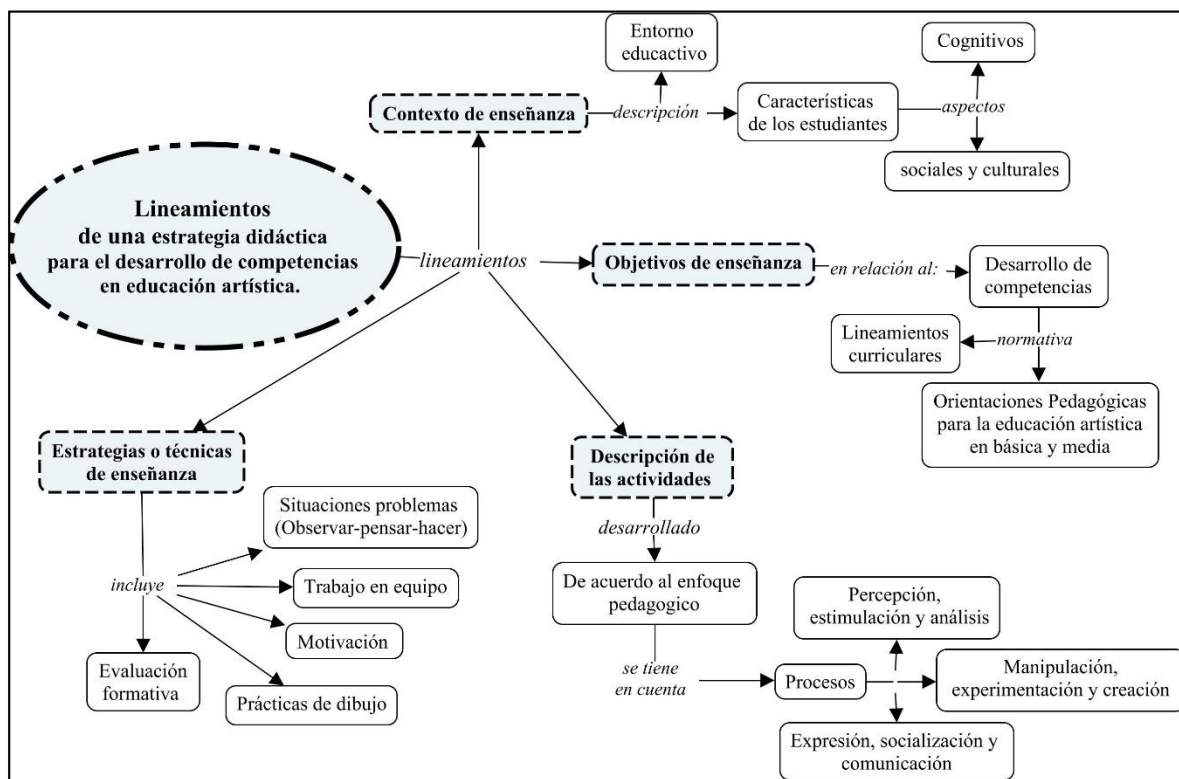 Lineamientos
de una estrategia didáctica
para el desarrollo de competencias
en educación artística.
lineamientos
Contexto de enseñanza
descripción
Entorno
eduactivo
Características
de los estudiantes
aspectos
Cognitivos
sociales y culturales
Objetivos de enseñanza
en relación al:
Desarrollo de
competencias
normativa
Lineamientos
curriculares
Orientaciones Pedagógicas
para la educación artística
en básica y media
Estrategias o técnicas
de enseñanza
incluye
Situaciones problemas
(Observar-pensar-hacer)
Trabajo en equipo
Motivación
Prácticas de dibujo
Evaluación
formativa
Descripción de
las actividades
desarrollado
De acuerdo al enfoque
pedagogico
se tiene
en cuenta
Procesos
Percepción,
estimulación y análisis
Manipulación,
experimentación y creación
Expresión, socialización y
comunicación